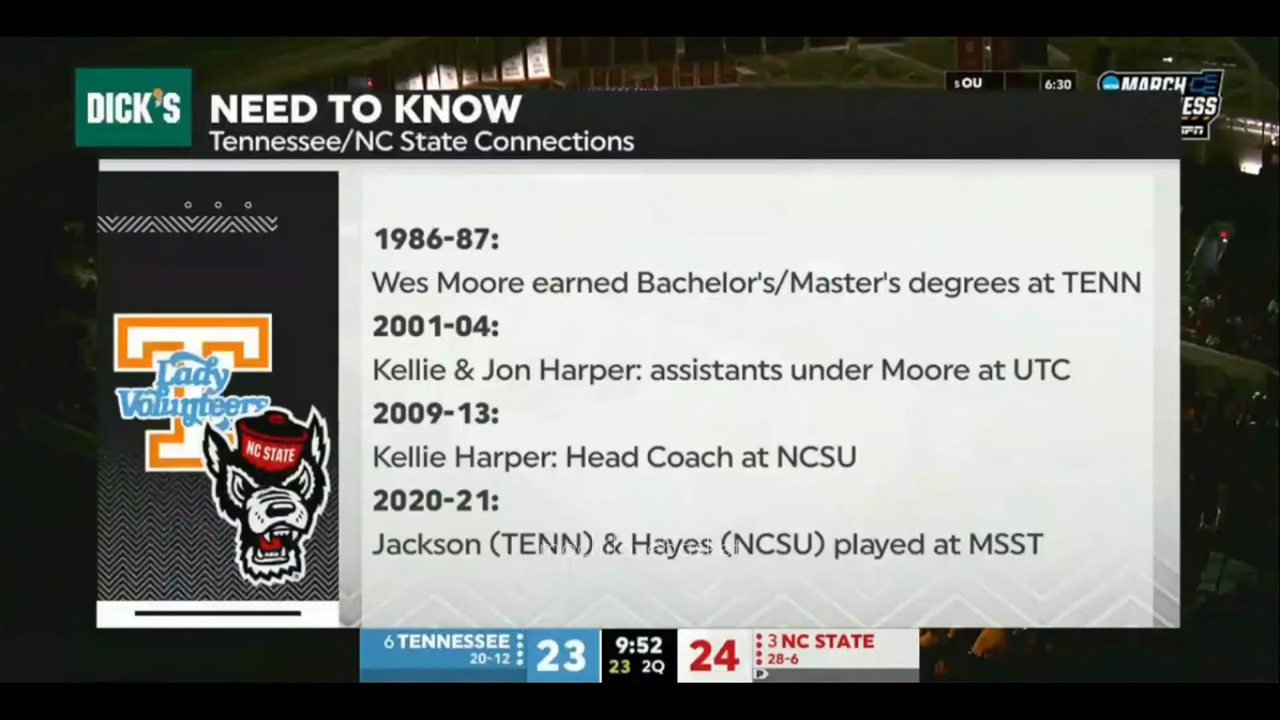 5 OU 6:30
MARCH
ESS
DICK'S
NEED TO KNOW
Tennessee/NC State Connections
1986-87:
Wes Moore earned Bachelor's/Master's degrees at TENN
2001-04:
Kellie & Jon Harper: assistants under Moore at UTC
2009-13:
Kellie Harper: Head Coach at NCSU
2020-21:
Jackson (TENN) & Hayes (NCSU) played at MSST
Lady
Volunteers
NC STATE
6 TENNESSEE 23 9:52 24 3 NC STATE
20-12 23 2Q 28-6
P